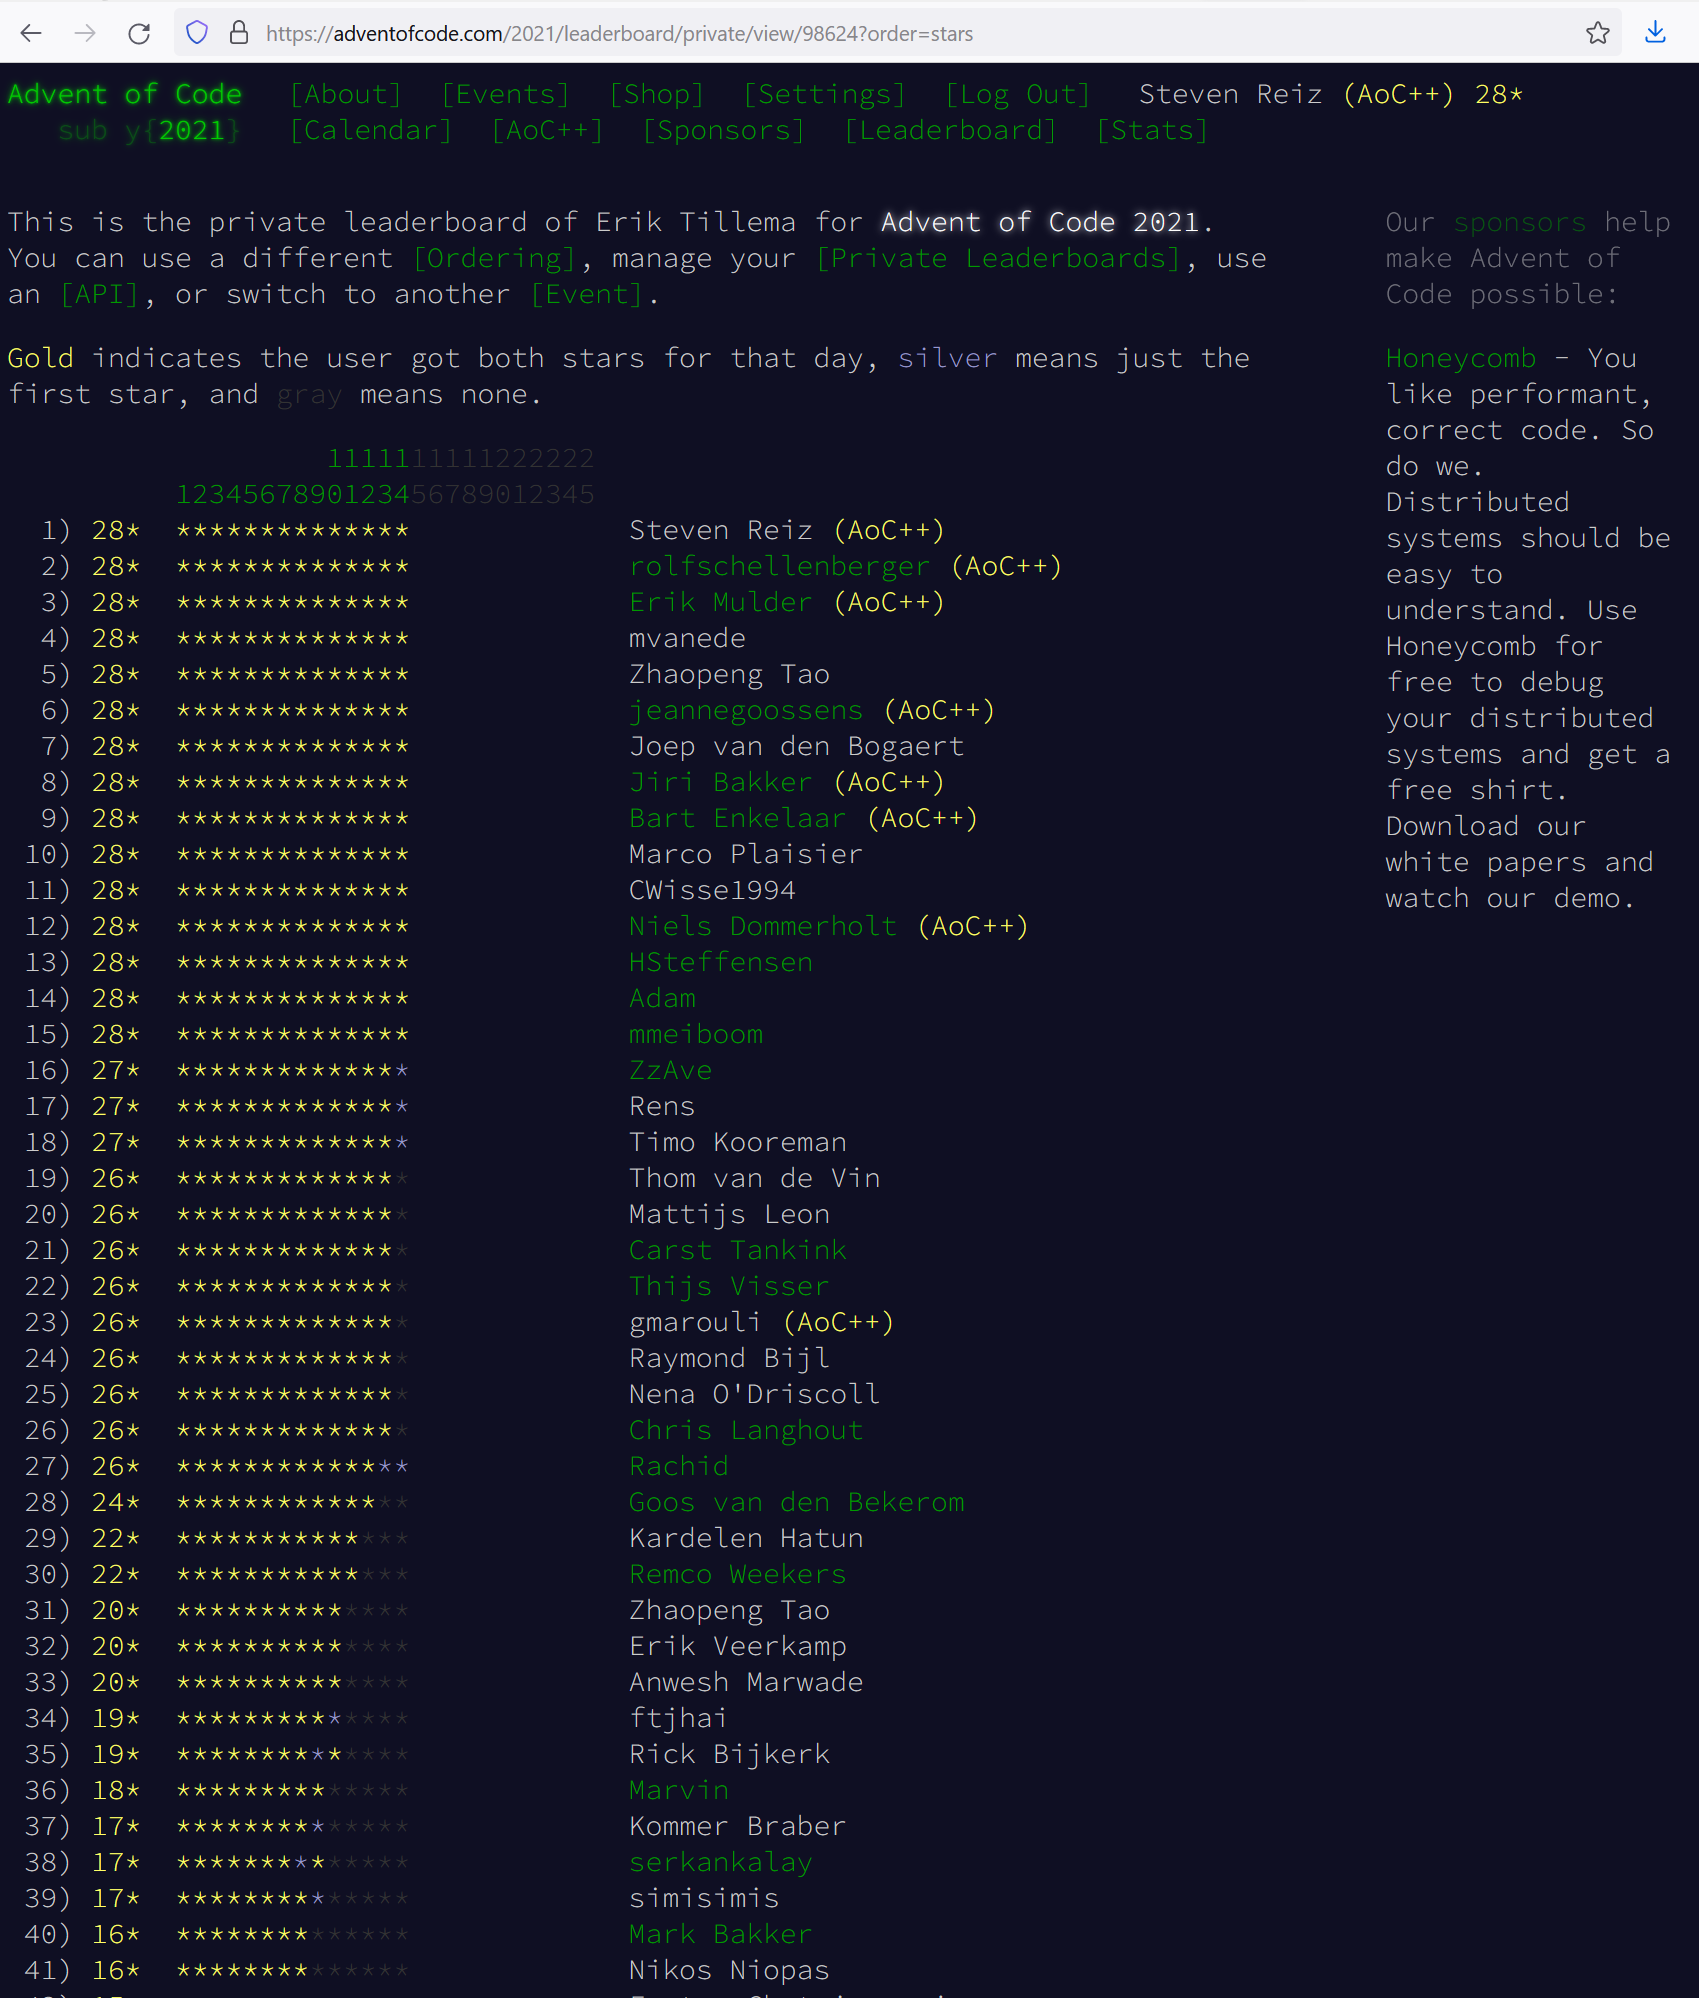 https://adventofcode.com/2021/leaderboard/private/view/98624?order=stars
Advent of Code [About] [Events] [Shop] [Settings] [Log Out] Steven Reiz (AoC++) 28*
sub y{2021} [Calendar] [AoC++] [Sponsors] [Leaderboard] [Stats]
This is the private leaderboard of Erik Tillema for Advent of Code 2021.
You can use a different [Ordering], manage your [Private Leaderboards], use
an [API], or switch to another [Event].
Gold indicates the user got both stars for that day, silver means just the
first star, and gray means none.
1111111111222222
1234567890123456789012345
1) 28* ************** Steven Reiz (AoC++)
2) 28* ************** rolfschellenberger (AoC++)
3) 28* ************** Erik Mulder (AoC++)
4) 28* ************** mvanede
5) 28* ************** Zhaopeng Tao
6) 28* ************** jeannegoossens (AoC++)
7) 28* ************** Joep van den Bogaert
8) 28* ************** Jiri Bakker (AoC++)
9) 28* ************** Bart Enkelaar (AoC++)
10) 28* ************** Marco Plaisier
11) 28* ************** CWisse1994
12) 28* ************** Niels Dommerholt (AoC++)
13) 28* ************** HSteffensen
14) 28* ************** Adam
15) 28* ************** mmeiboom
16) 27* ************** ZzAve
17) 27* ************** Rens
18) 27* ************** Timo Kooreman
19) 26* ************** Thom van de Vin
20) 26* ************** Mattijs Leon
21) 26* ************** Carst Tankink
22) 26* ************** Thijs Visser
23) 26* ************** gmarouli (AoC++)
24) 26* ************** Raymond Bijl
25) 26* ************** Nena O'Driscoll
26) 26* ************** Chris Langhout
27) 26* ************** Rachid
28) 24* ************** Goos van den Bekerom
29) 22* ************** Kardelen Hatun
30) 22* ************** Remco Weekers
31) 20* ************** Zhaopeng Tao
32) 20* ************** Erik Veerkamp
33) 20* ************** Anwesh Marwade
34) 19* ************** ftjhai
35) 19* ************** Rick Bijkerk
36) 18* ************** Marvin
37) 17* ************** Kommer Braber
38) 17* ************** serkankalay
39) 17* ************** simisimis
40) 16* ************** Mark Bakker
41) 16* ************** Nikos Niopas
Our sponsors help
make Advent of
Code possible:
Honeycomb - You
like performant,
correct code. So
do we.
Distributed
systems should be
easy to
understand. Use
Honeycomb for
free to debug
your distributed
systems and get a
free shirt.
Download our
white papers and
watch our demo.